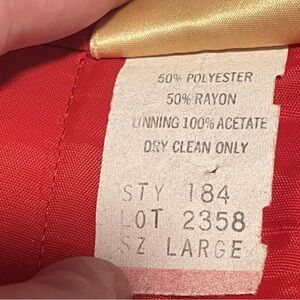 50% POLYESTER
50% RAYON
LINNING 100% ACETATE
DRY CLEAN ONLY
STY 184
LOT 2358
SZ LARGE